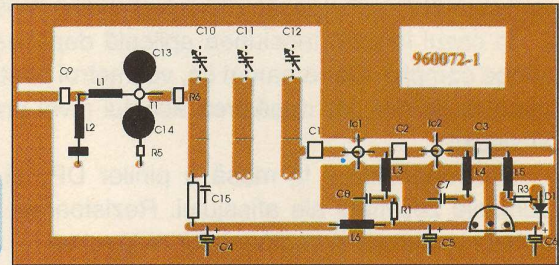 C13
C10 C11 C12
960072-1
C9 L1 T1 R6
L2 C14
R5
C1 Ic1 C2 Ic2 C3
L3 L4 L5
C8 C7 R3 D1
C15 R1
C4 L6 C5 C6